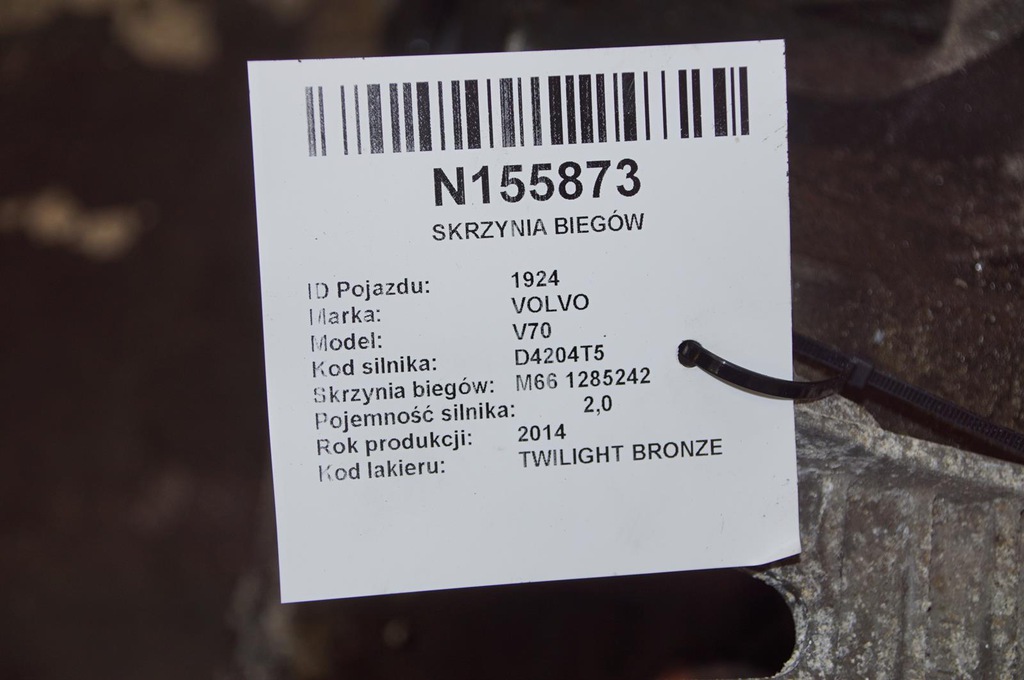 N155873
SKRZYNIA BIEGÓW
ID Pojazdu: 1924
Marka: VOLVO
Model: V70
Kod silnika: D4204T5
Skrzynia biegów: M66 1285242
Pojemność silnika: 2,0
Rok produkcji: 2014
Kod lakieru: TWILIGHT BRONZE